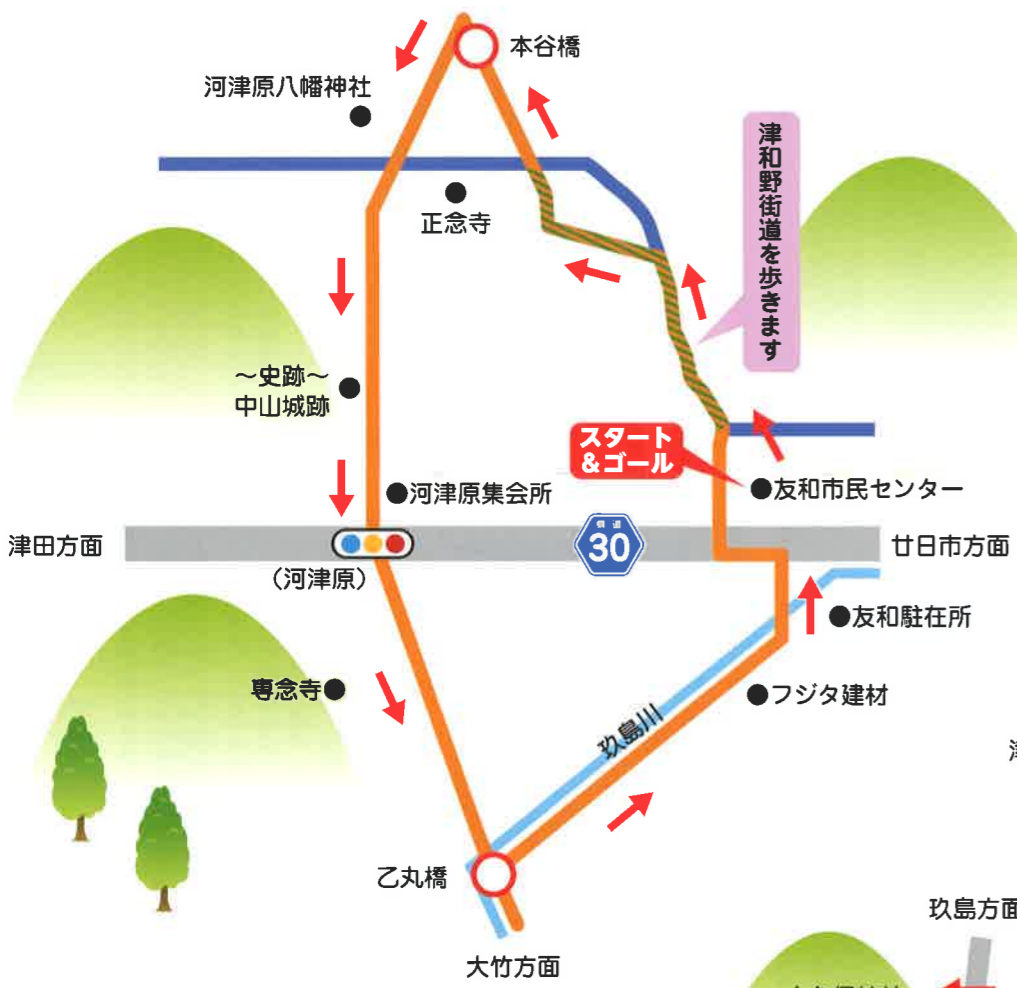 本谷橋
河津原八幡神社
津和野街道を歩きます
正念寺
～史跡～
中山城跡
スタート
&ゴール
河津原集会所
友和市民センター
津田方面
県道
30
廿日市方面
（河津原）
友和駐在所
専念寺
フジタ建材
玖島川
乙丸橋
玖島方面
大竹方面